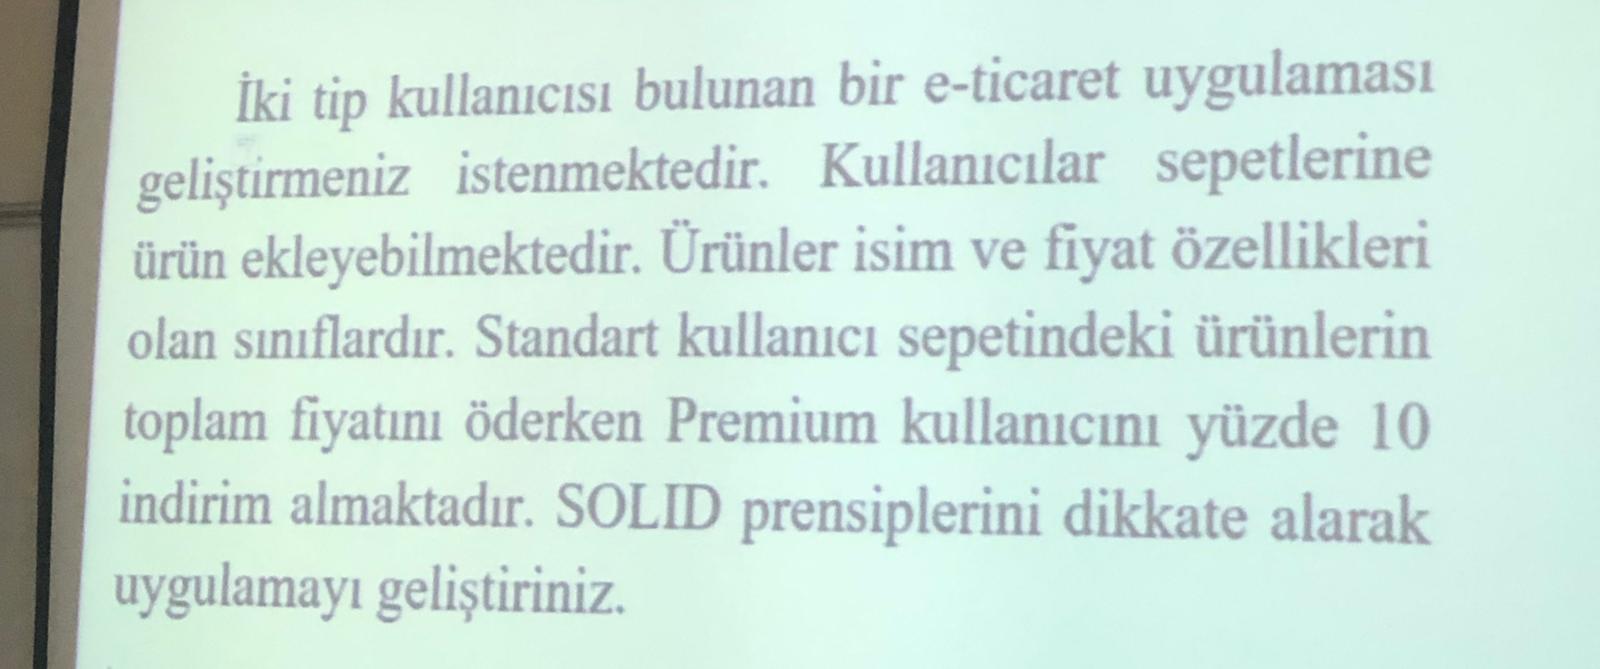 İki tip kullanıcısı bulunan bir e-ticaret uygulaması
geliştirmeniz istenmektedir. Kullanıcılar sepetlerine
ürün ekleyebilmektedir. Ürünler isim ve fiyat özellikleri
olan sınıflardır. Standart kullanıcı sepetindeki ürünlerin
toplam fiyatını öderken Premium kullanıcını yüzde 10
indirim almaktadır. SOLID prensiplerini dikkate alarak
uygulamayı geliştiriniz.